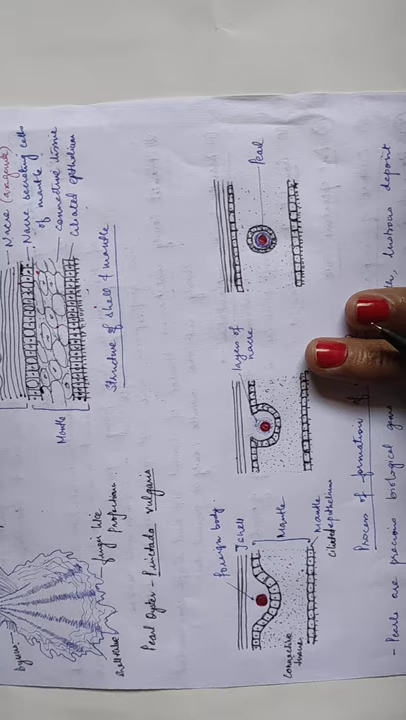 Nacre (aragonite)
Nacre secreting cells
of mantle
connective tissue
ciliated epithelium
Mantle
Structure of shell & mantle
Byssus
finger like
projections
Pearl Oyster - Pinctada vulgaris
foreign body
shell
Mantle
Mantle
ciliated epithelium
Connective
tissue
layers of
nacre
Pearl
Process of formation of
- Pearls are precious biological gems
lustrous deposit